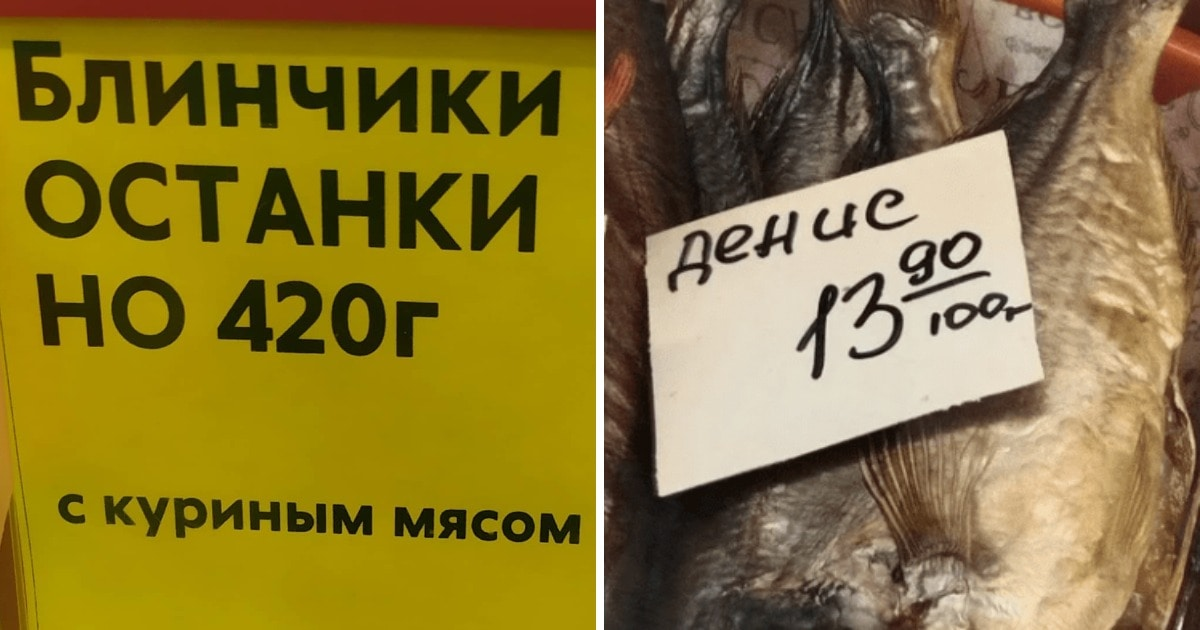 Блинчики
ОСТАНКИ
НО 420г
с куриным мясом
денис
13 90
100г